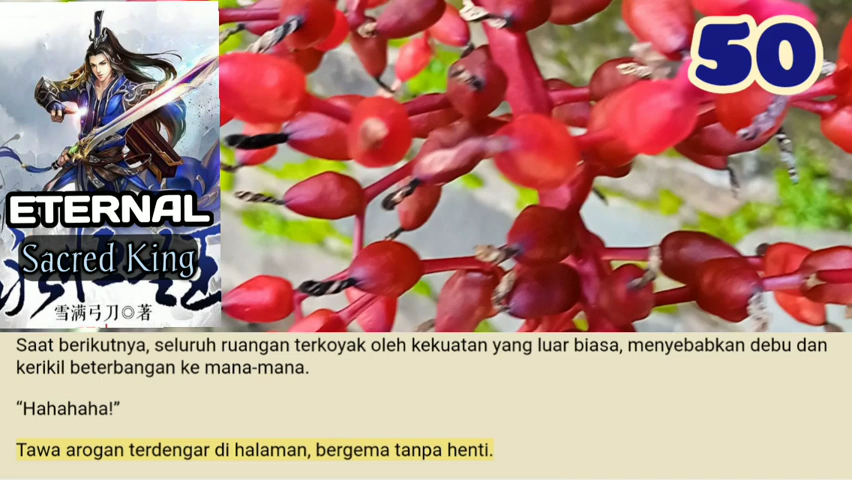 50
ETERNAL
Sacred King
雪满弓刀◎著
Saat berikutnya, seluruh ruangan terkoyak oleh kekuatan yang luar biasa, menyebabkan debu dan
kerikil beterbangan ke mana-mana.
“Hahahaha!”
Tawa arogan terdengar di halaman, bergema tanpa henti.